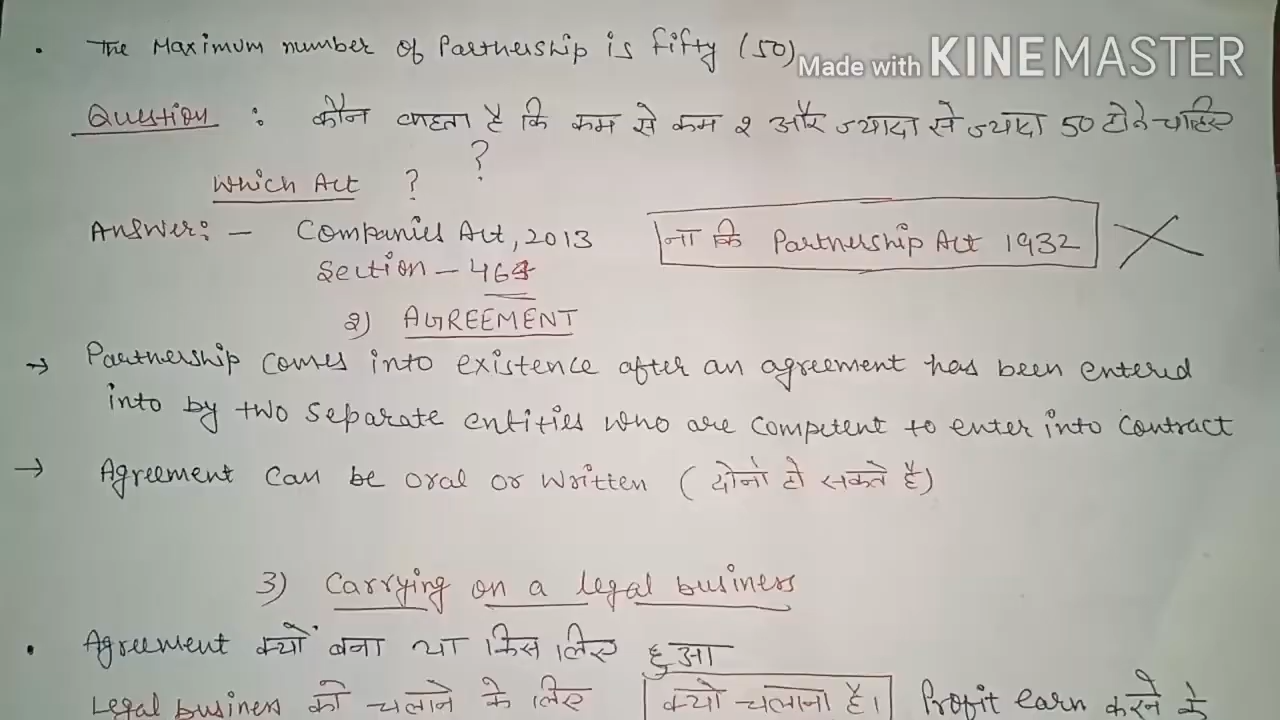 • The Maximum number of Partnership is fifty (50)
Made with KINEMASTER
Question : कौन कहता है कि कम से कम २ और ज्यादा से ज्यादा 50 होने चाहिए
?
Which Act ?
Answer: - Companies Act, 2013
ना कि Partnership Act 1932
Section - 464
2) AGREEMENT
→ Partnership comes into existence after an agreement has been entered
into by two separate entities who are competent to enter into contract
→ Agreement can be oral or written (दोनो हो सकते है)
3) Carrying on a legal business
• Agreement क्यों बना या किस लिए हुआ
Legal business को चलाने के लिए क्यो चलाना है। Profit earn करने के